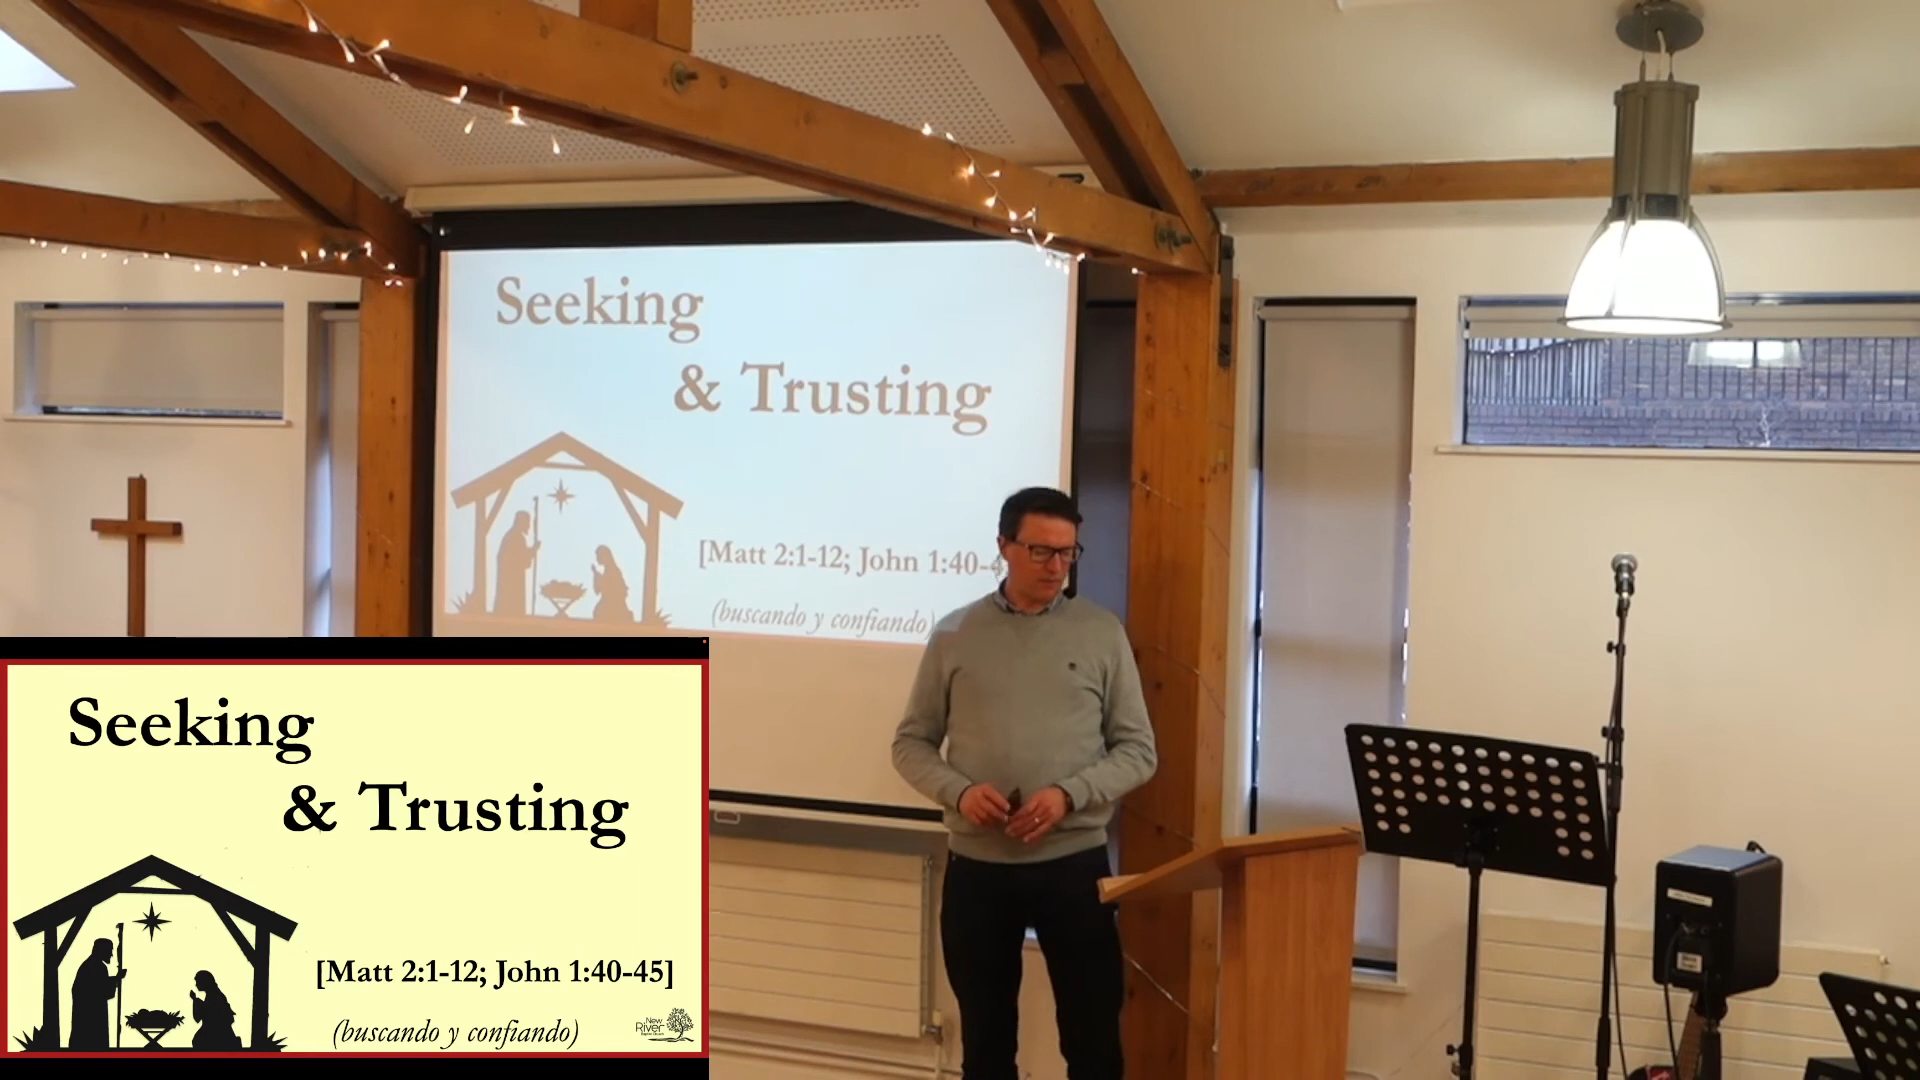 Seeking
& Trusting
[Matt 2:1-12; John 1:40-4
(buscando y confiando)
Seeking
& Trusting
[Matt 2:1-12; John 1:40-45]
(buscando y confiando)
New
River